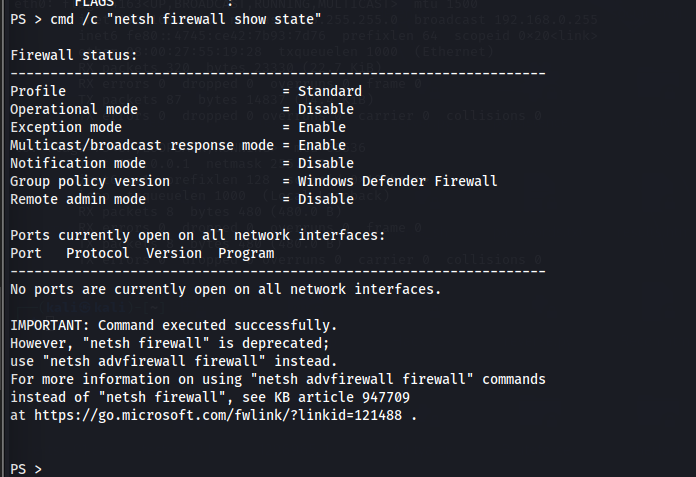 FLAGS :
PS > cmd /c "netsh firewall show state"
Firewall status:
-------------------------------------------------------------------
Profile = Standard
Operational mode = Disable
Exception mode = Enable
Multicast/broadcast response mode = Enable
Notification mode = Disable
Group policy version = Windows Defender Firewall
Remote admin mode = Disable
Ports currently open on all network interfaces:
Port Protocol Version Program
-------------------------------------------------------------------
No ports are currently open on all network interfaces.
IMPORTANT: Command executed successfully.
However, "netsh firewall" is deprecated;
use "netsh advfirewall firewall" instead.
For more information on using "netsh advfirewall firewall" commands
instead of "netsh firewall", see KB article 947709
at https://go.microsoft.com/fwlink/?linkid=121488 .
PS >